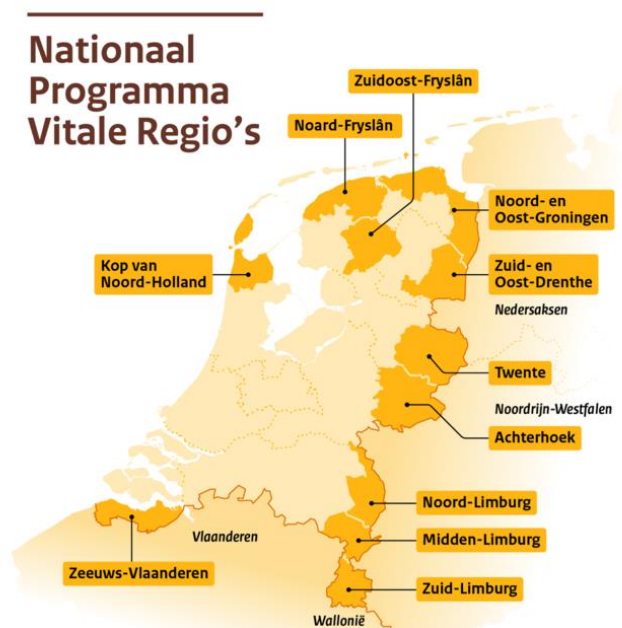 Nationaal
Programma
Vitale Regio's
Zuidoost-Fryslân
Noard-Fryslân
Noord- en
Oost-Groningen
Kop van
Noord-Holland
Zuid- en
Oost-Drenthe
Nedersaksen
Twente
Noordrijn-Westfalen
Achterhoek
Noord-Limburg
Vlaanderen
Midden-Limburg
Zeeuws-Vlaanderen
Zuid-Limburg
Wallonië